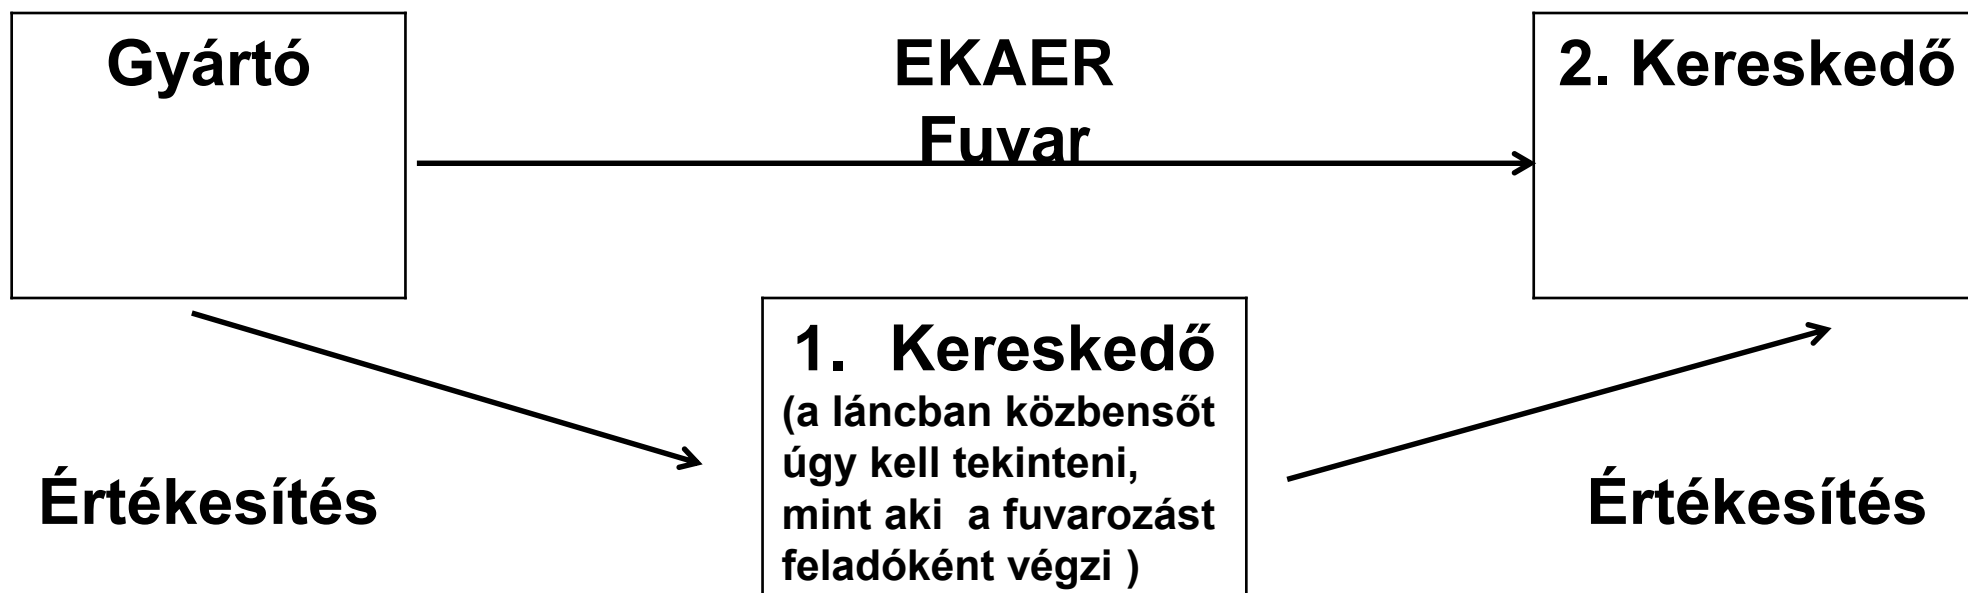 Gyártó
EKAER
Fuvar
2. Kereskedő
1. Kereskedő
(a láncban közbensőt
úgy kell tekinteni,
mint aki a fuvarozást
feladóként végzi )
Értékesítés
Értékesítés